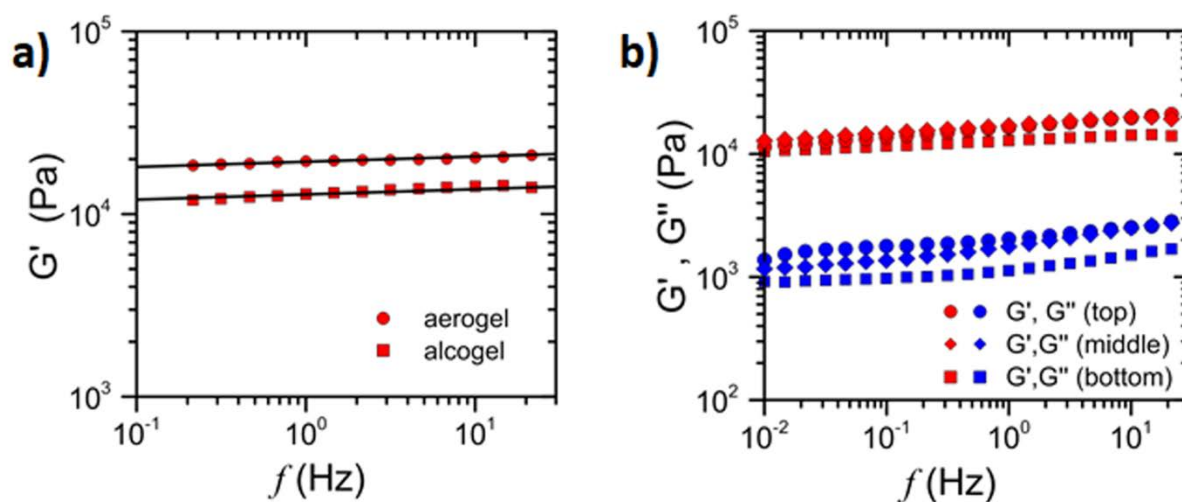 a)
G' (Pa)
10^5
10^4
10^3
10^-1
10^0
10^1
f (Hz)
aerogel
alcogel
b)
G', G" (Pa)
10^5
10^4
10^3
10^2
10^-2
10^-1
10^0
10^1
f (Hz)
G', G" (top)
G',G" (middle)
G',G" (bottom)